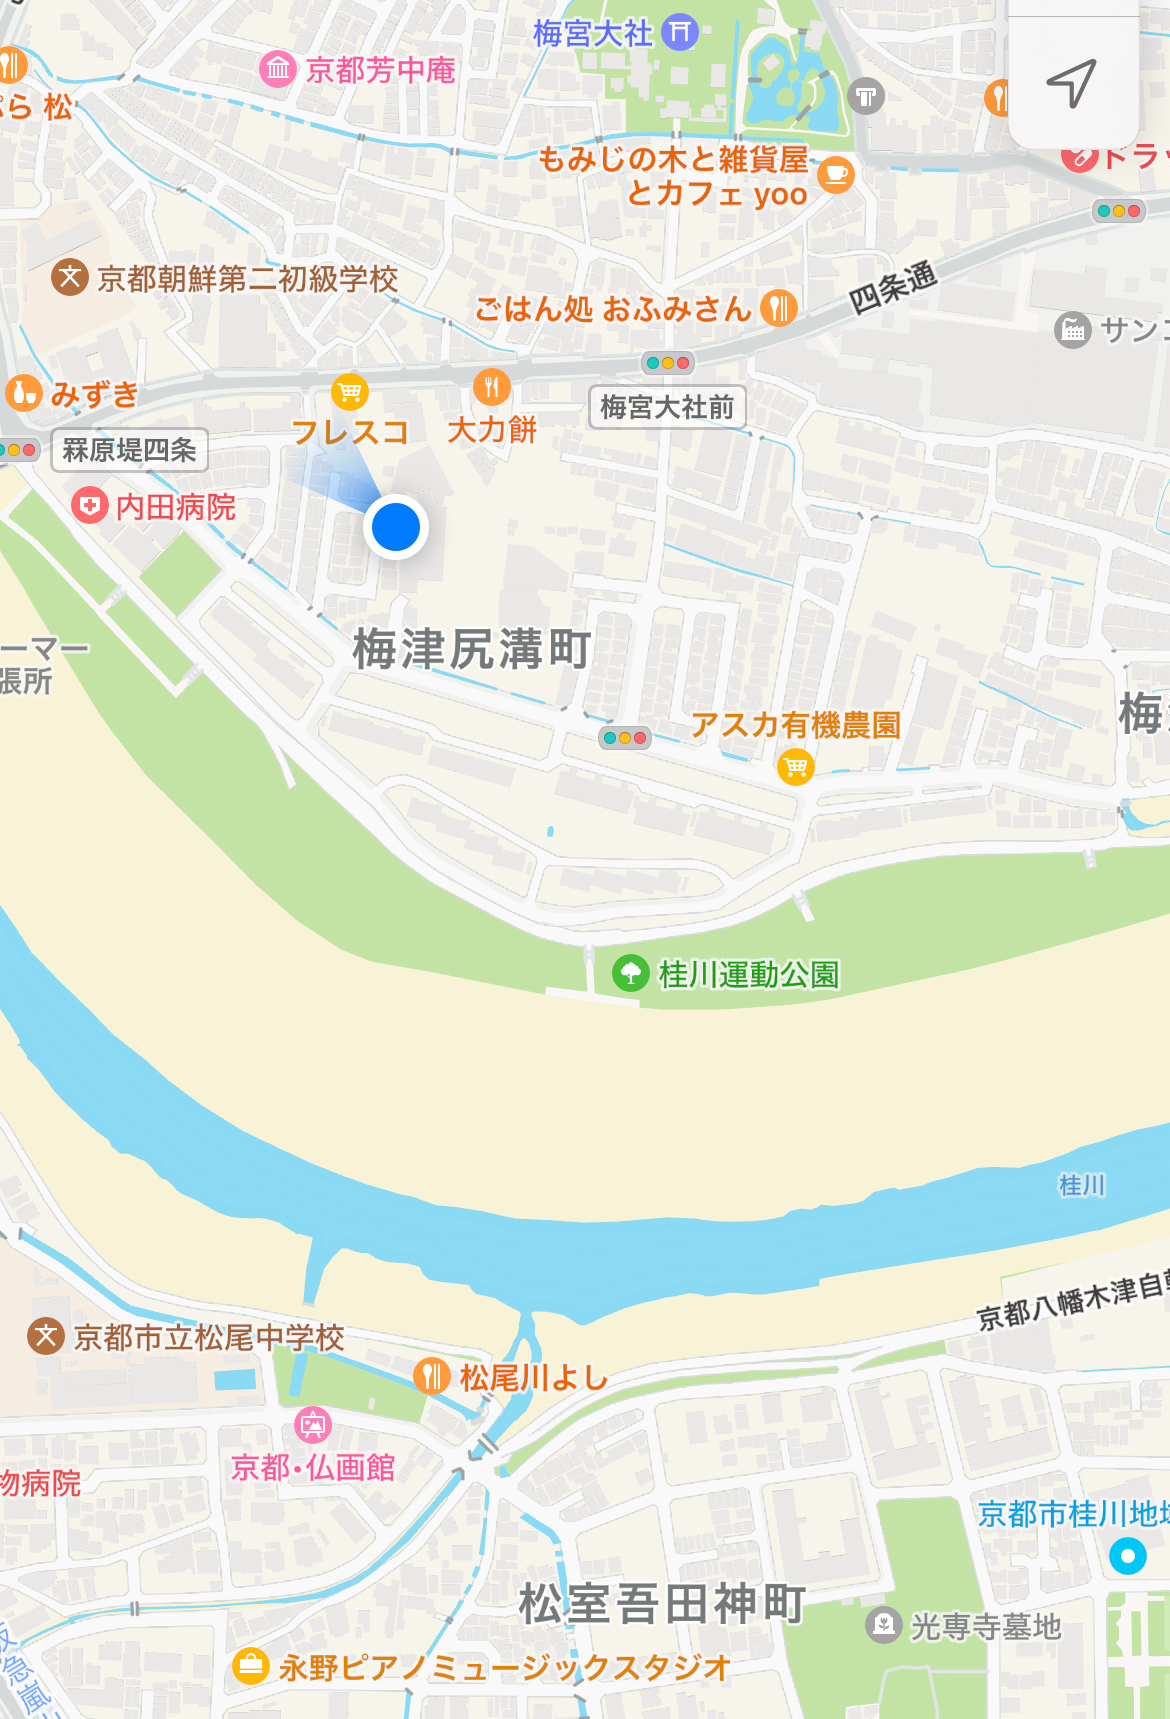 梅宮大社
京都芳中庵
ぷら 松
もみじの木と雑貨屋
とカフェ yoo
ドラッ
京都朝鮮第二初級学校
四条通
ごはん処 おふみさん
サンコ
みずき
フレスコ
大力餅
梅宮大社前
罧原堤四条
内田病院
梅津尻溝町
ーマー
張所
アスカ有機農園
梅
桂川運動公園
桂川
京都八幡木津自転
京都市立松尾中学校
松尾川よし
京都・仏画館
物病院
京都市桂川地域
松室吾田神町
光専寺墓地
永野ピアノミュージックスタジオ
阪急嵐